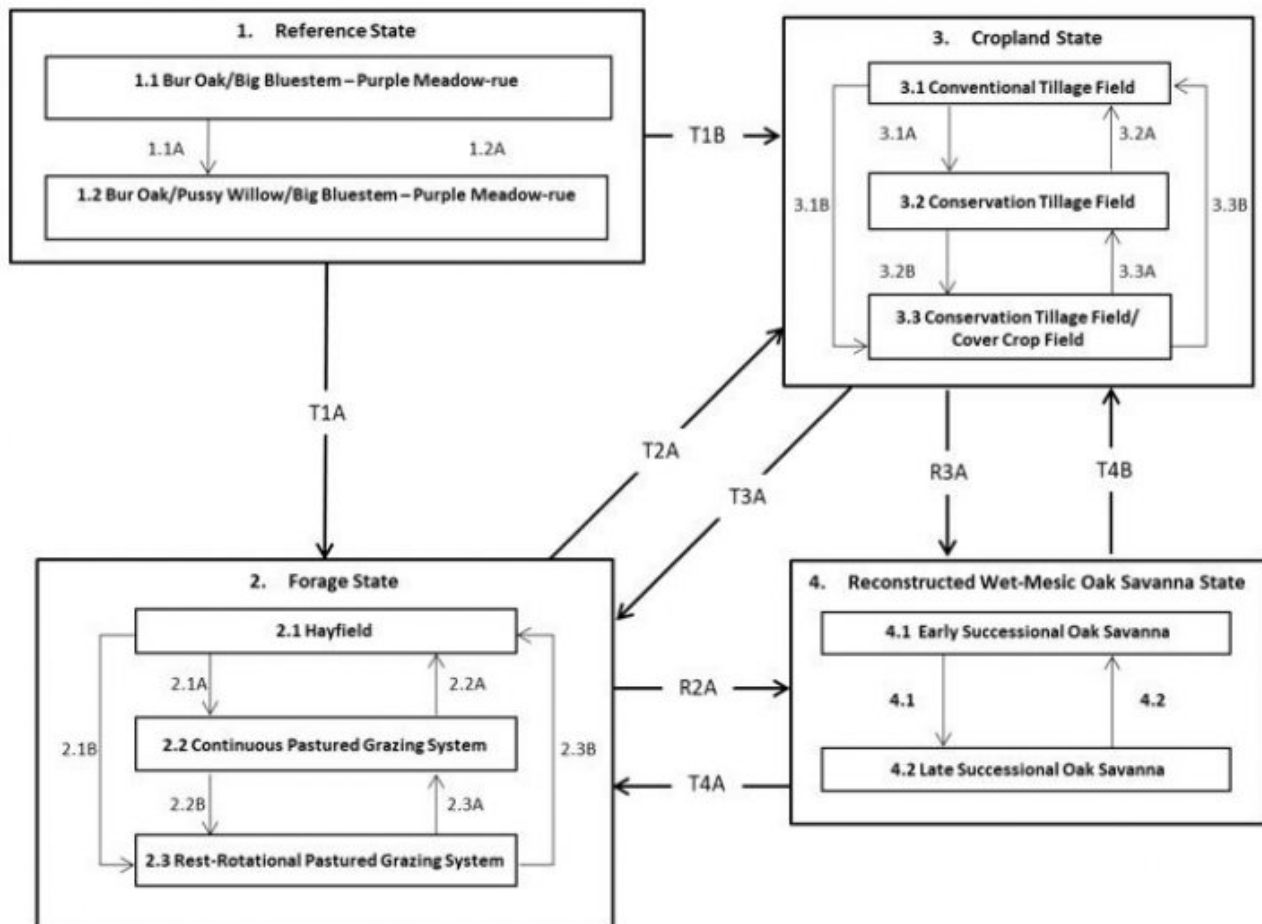 1. Reference State
1.1 Bur Oak/Big Bluestem – Purple Meadow-rue
1.1A
1.2A
1.2 Bur Oak/Pussy Willow/Big Bluestem – Purple Meadow-rue
T1B
3. Cropland State
3.1 Conventional Tillage Field
3.1A
3.2A
3.2 Conservation Tillage Field
3.1B
3.3B
3.2B
3.3A
3.3 Conservation Tillage Field/
Cover Crop Field
T1A
T2A
T3A
R3A
T4B
2. Forage State
2.1 Hayfield
2.1A
2.2A
2.2 Continuous Pastured Grazing System
2.1B
2.3B
2.2B
2.3A
2.3 Rest-Rotational Pastured Grazing System
R2A
T4A
4. Reconstructed Wet-Mesic Oak Savanna State
4.1 Early Successional Oak Savanna
4.1
4.2
4.2 Late Successional Oak Savanna